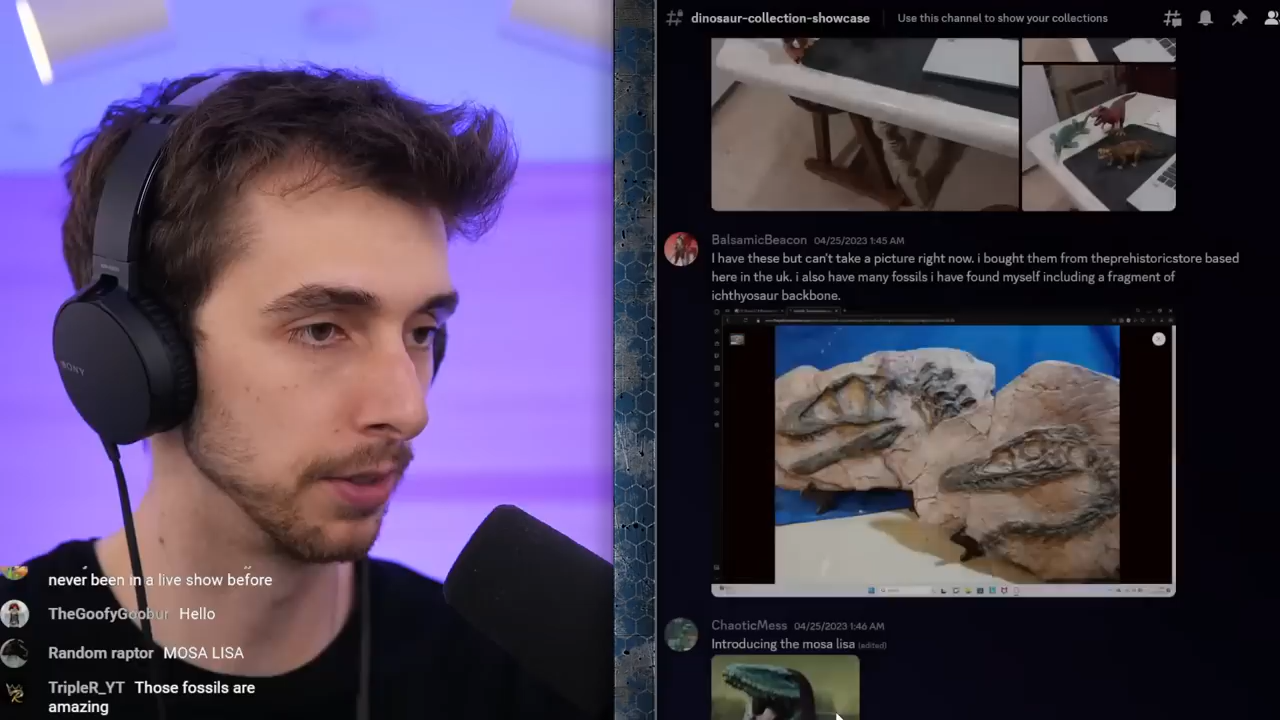 dinosaur-collection-showcase
Use this channel to show your collections
BalsamicBeacon 04/25/2023 1:45 AM
I have these but can't take a picture right now. i bought them from theprehistoricstore based
here in the uk. i also have many fossils i have found myself including a fragment of
ichthyosaur backbone.
ChaoticMess 04/25/2023 1:46 AM
Introducing the mosa lisa (edited)
SONY
never been in a live show before
TheGoofyGoobur Hello
Random raptor MOSA LISA
TripleR_YT Those fossils are
amazing